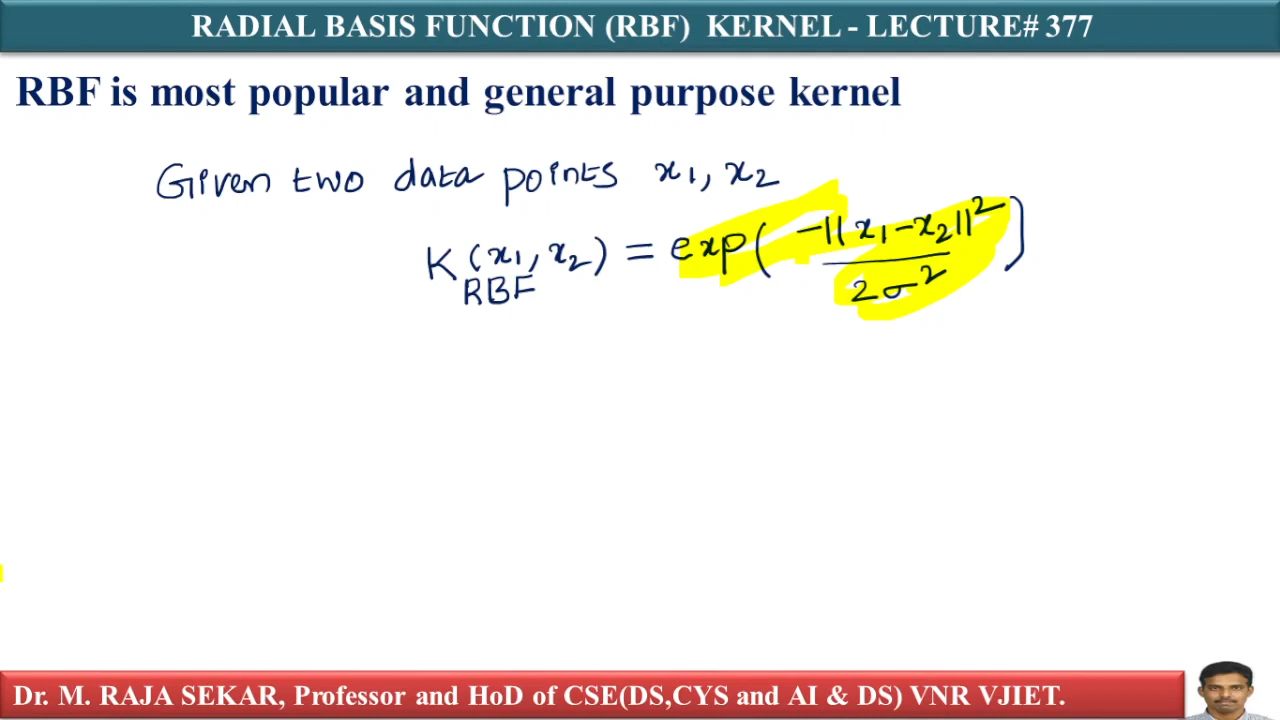 RADIAL BASIS FUNCTION (RBF) KERNEL - LECTURE# 377
RBF is most popular and general purpose kernel
Given two data points x1, x2
K RBF (x1, x2) = exp( -||x1-x2||² / 2σ² )
Dr. M. RAJA SEKAR, Professor and HoD of CSE(DS,CYS and AI & DS) VNR VJIET.